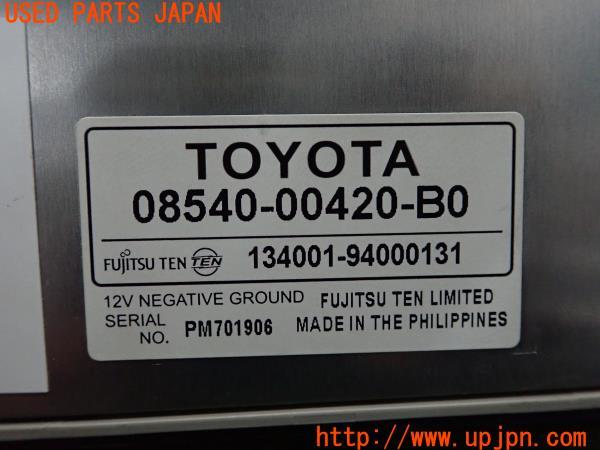 USED PARTS JAPAN
TOYOTA
08540-00420-B0
FUJITSU TEN TEN 134001-94000131
12V NEGATIVE GROUND FUJITSU TEN LIMITED
SERIAL NO. PM701906 MADE IN THE PHILIPPINES
http://www.upjpn.com